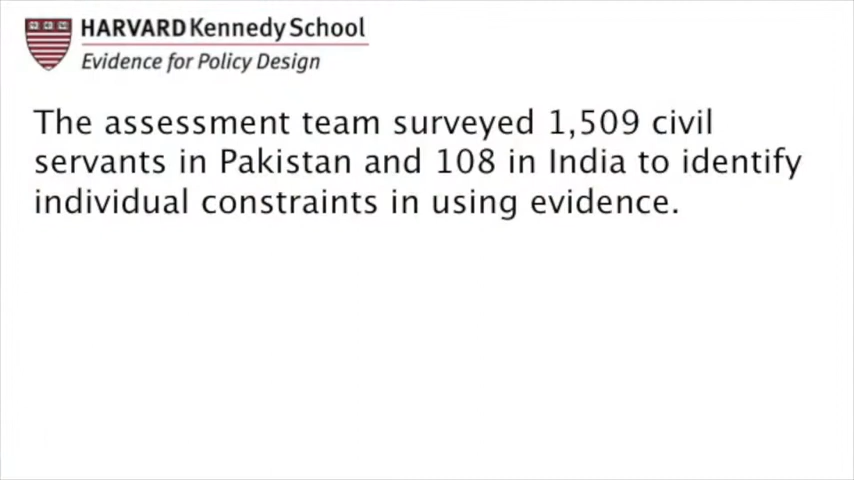 HARVARD Kennedy School
Evidence for Policy Design
The assessment team surveyed 1,509 civil
servants in Pakistan and 108 in India to identify
individual constraints in using evidence.